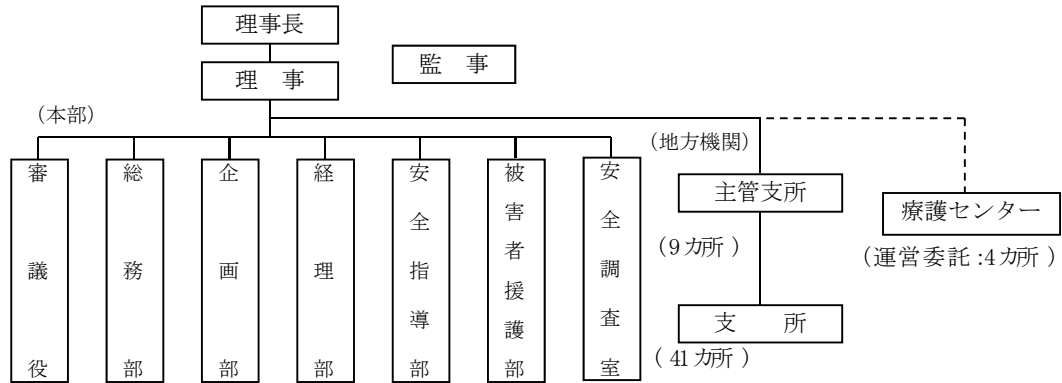 理事長
理　事
監　事
（本部）
審議役
総務部
企画部
経理部
安全指導部
被害者援護部
安全調査室
（地方機関）
主管支所
（9カ所）
支　所
（41カ所）
療護センター
（運営委託:4カ所）